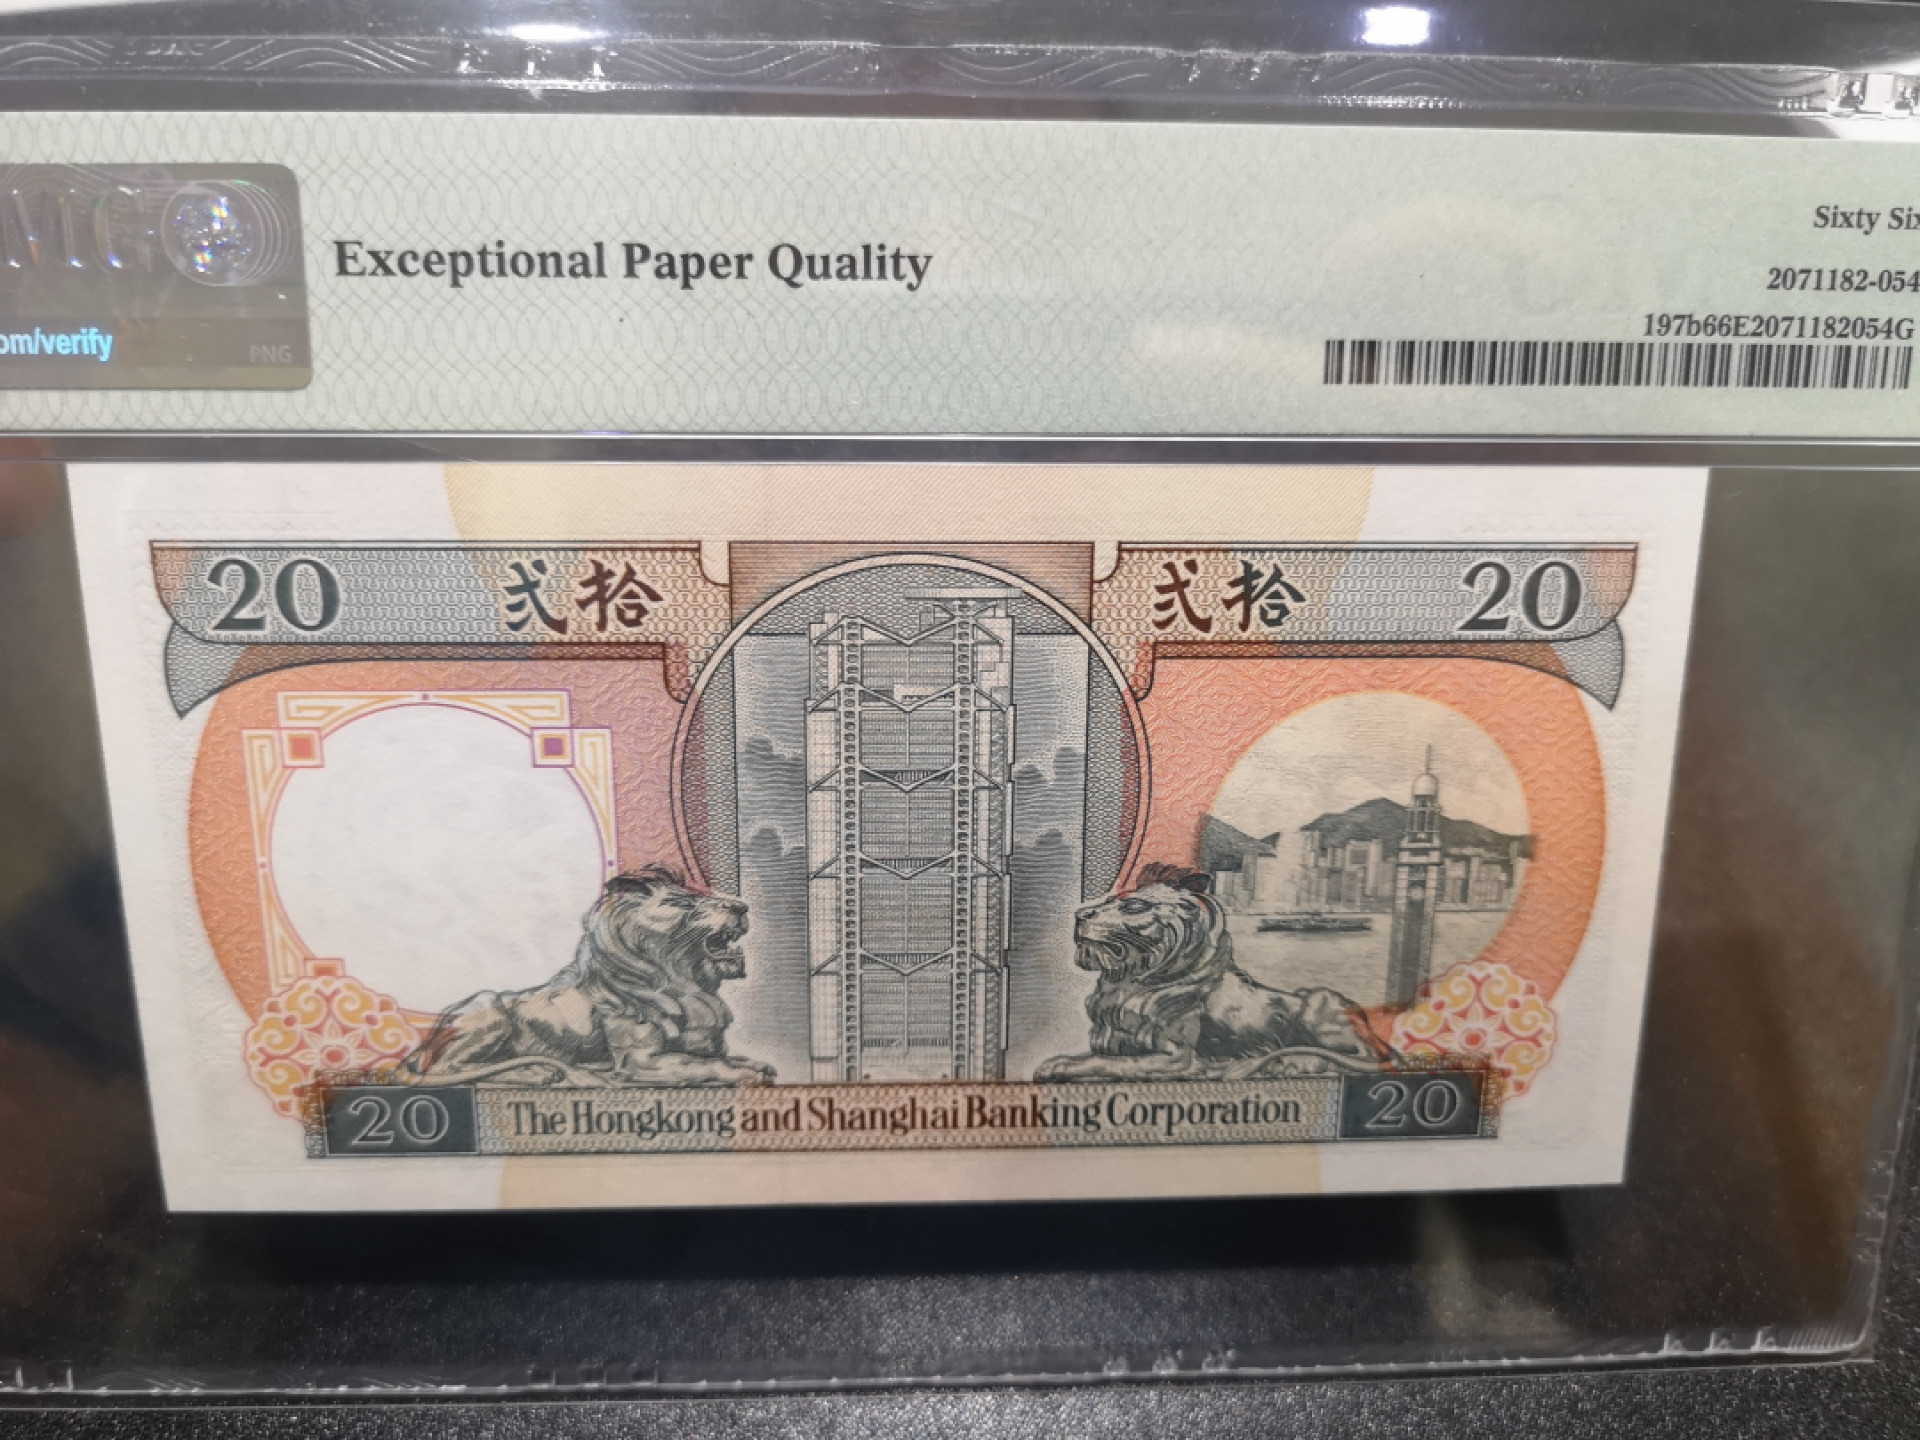 MG
om/verify
PNG
Exceptional Paper Quality
Sixty Six
2071182-054
197b66E2071182054G
20 贰拾 贰拾 20
20 The Hongkong and Shanghai Banking Corporation 20